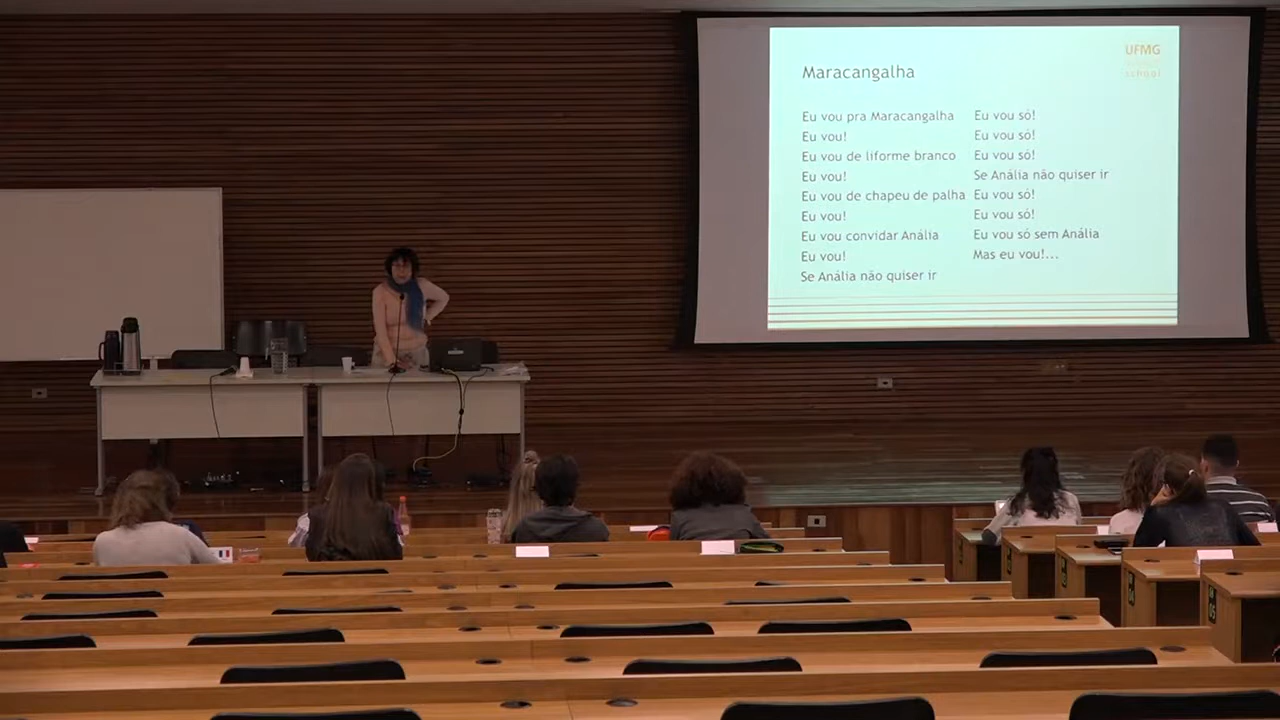 Maracangalha
UFMG
school
Eu vou pra Maracangalha
Eu vou!
Eu vou de liforme branco
Eu vou!
Eu vou de chapeu de palha
Eu vou!
Eu vou convidar Anália
Eu vou!
Se Anália não quiser ir
Eu vou só!
Eu vou só!
Eu vou só!
Se Anália não quiser ir
Eu vou só!
Eu vou só!
Eu vou só sem Anália
Mas eu vou!...